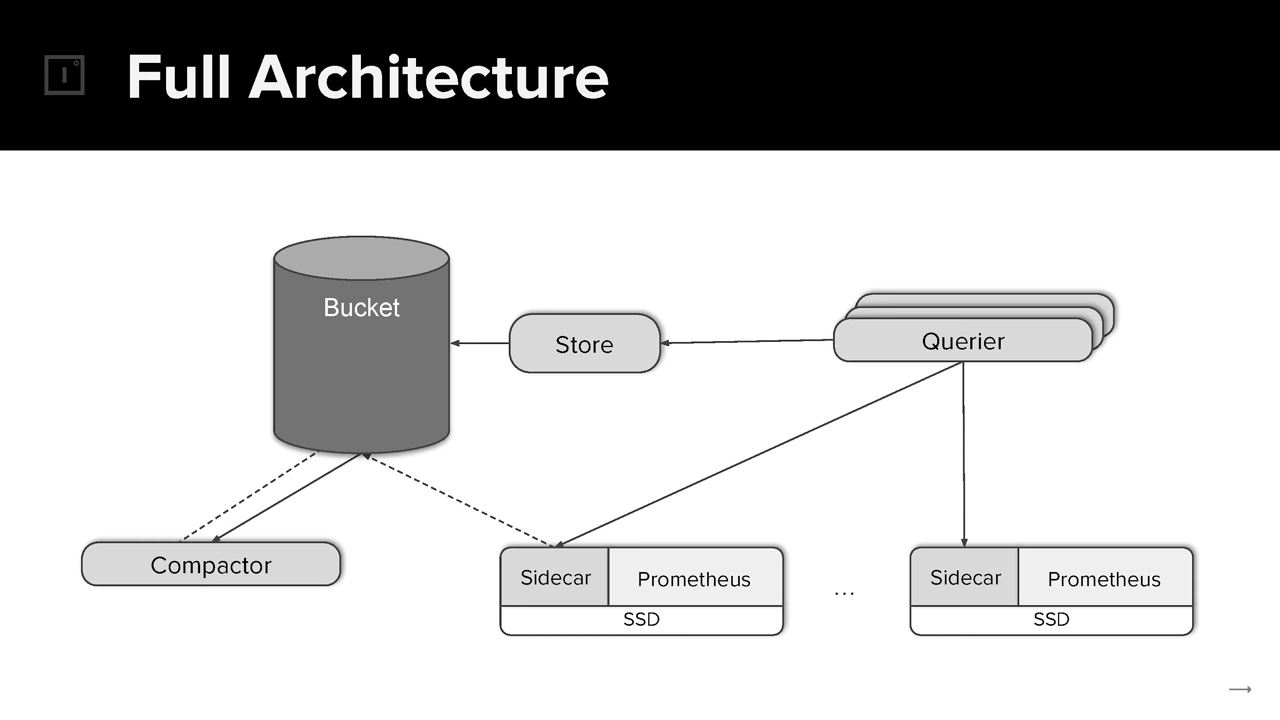 Full Architecture
Bucket
Store
Querier
Compactor
Sidecar
Prometheus
SSD
...
Sidecar
Prometheus
SSD